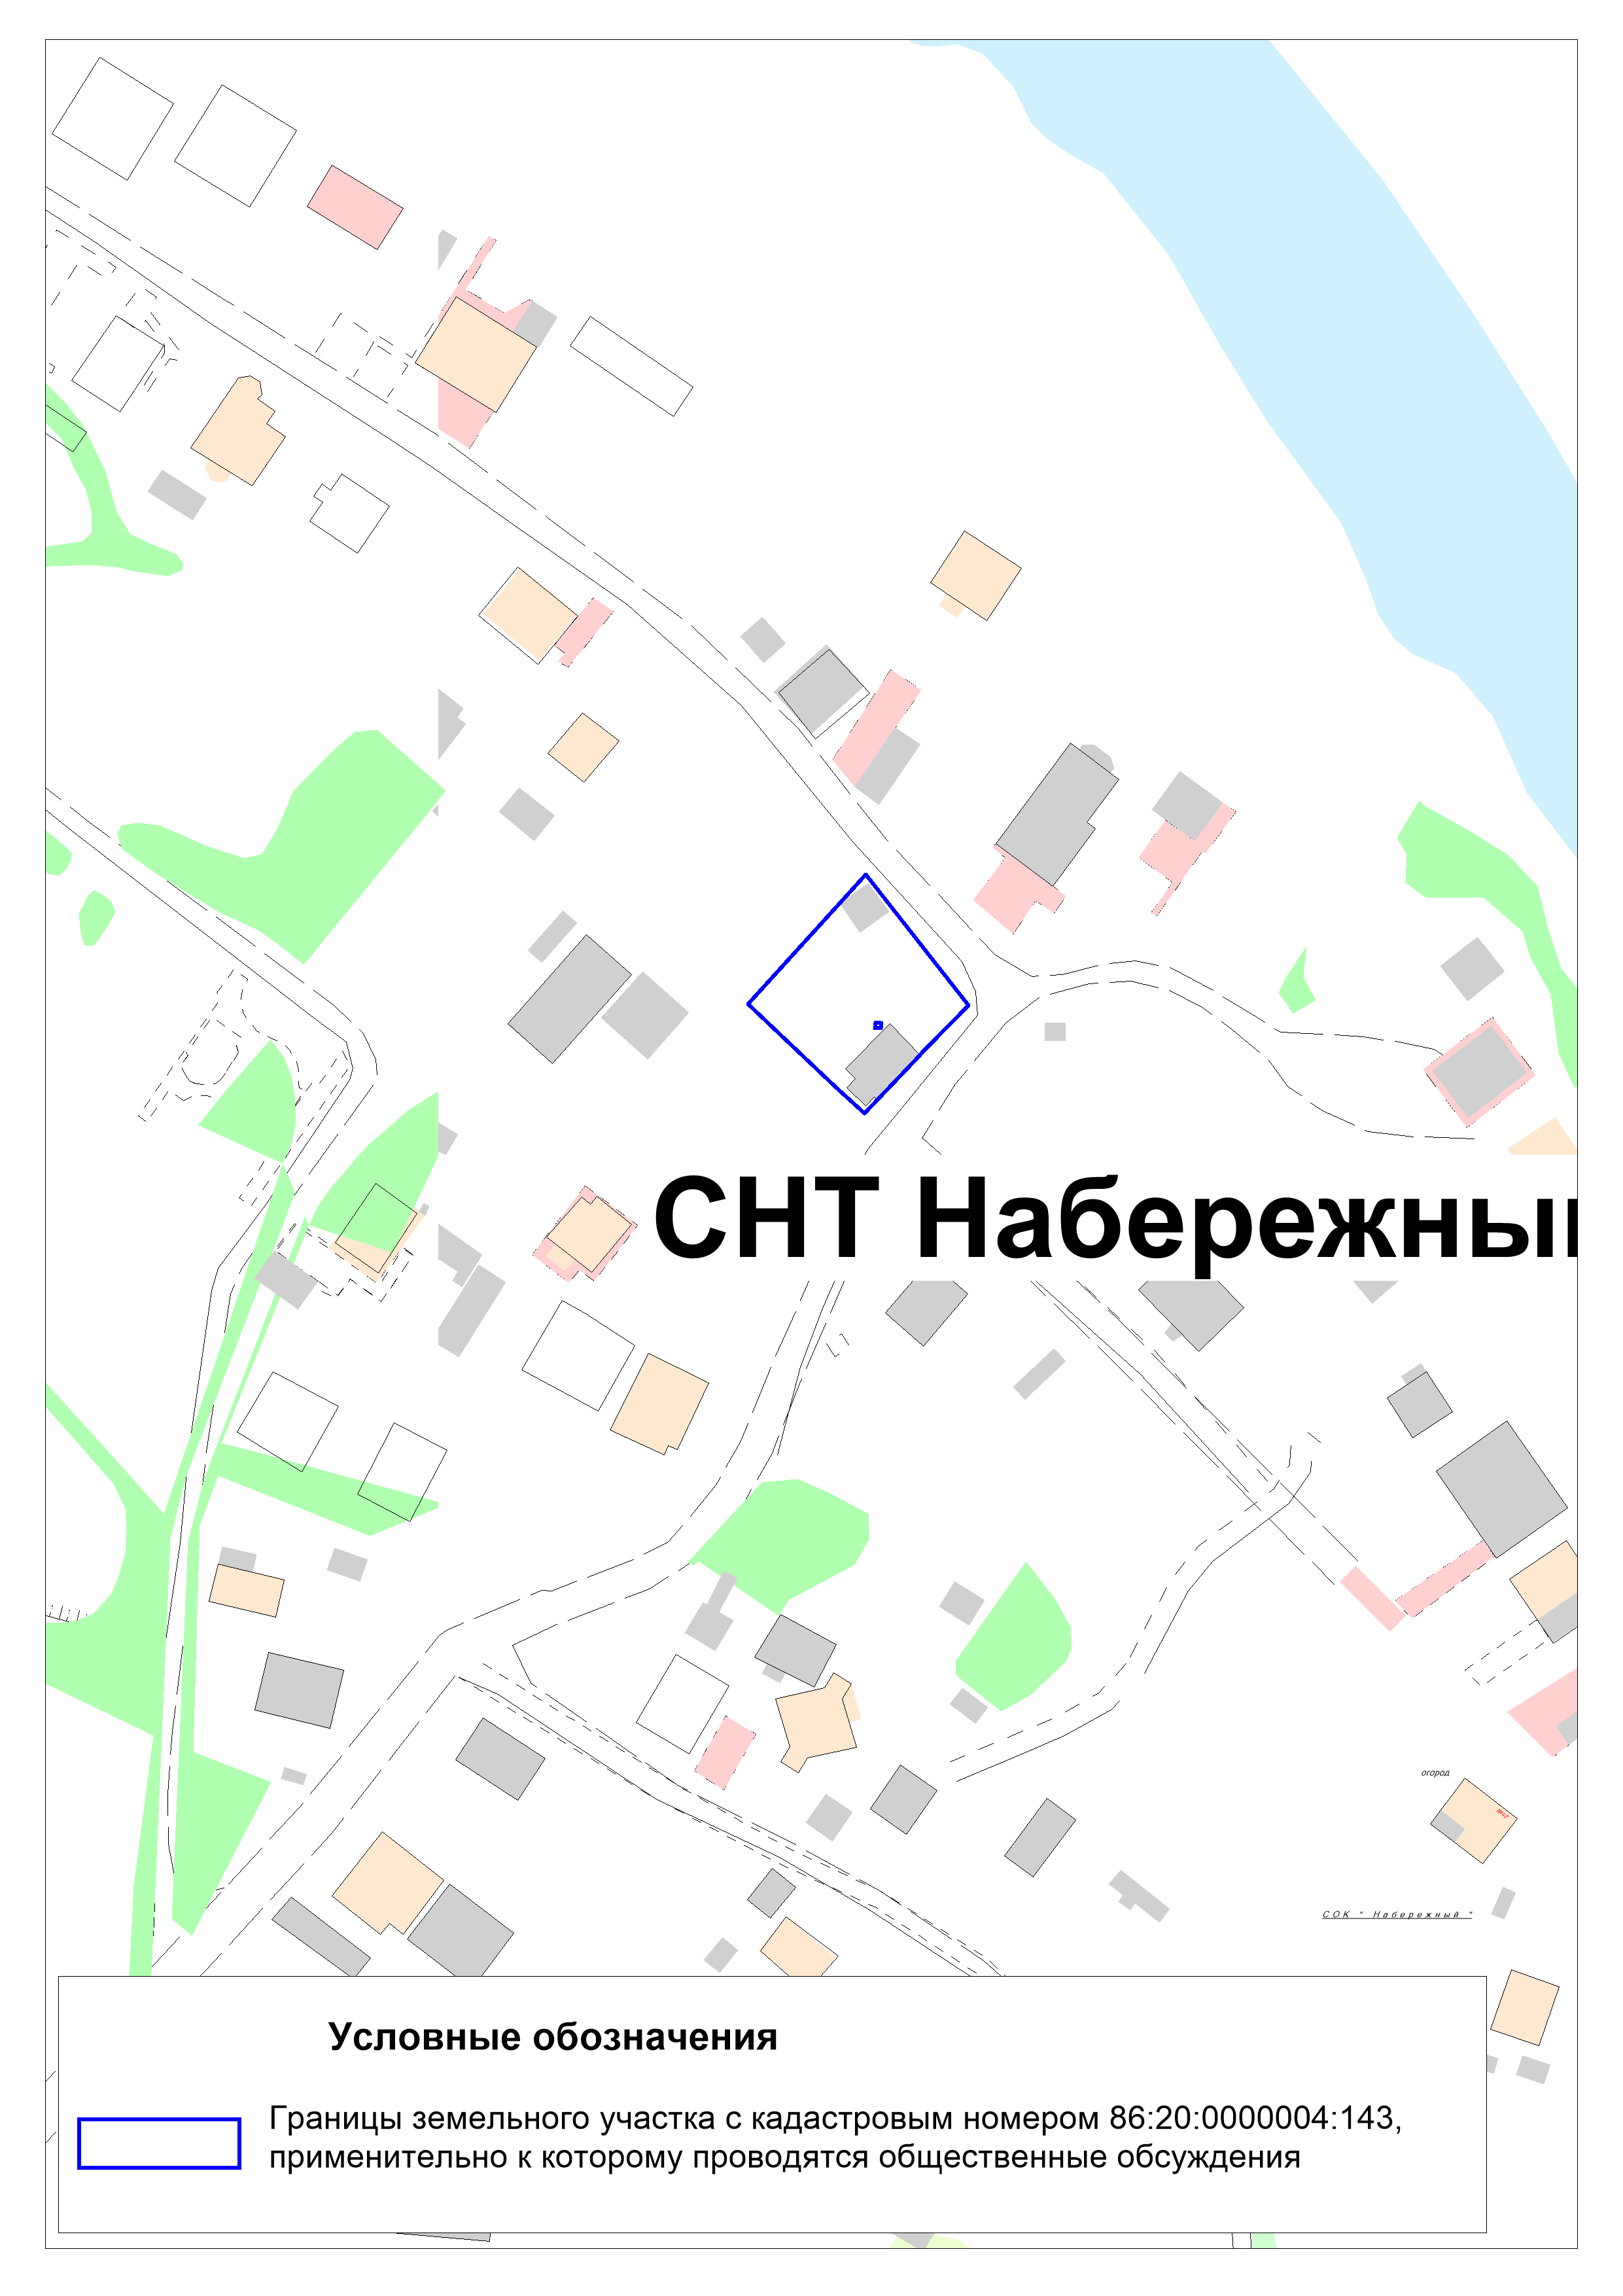 СНТ Набережны
огород
СОК " Набережный "
Условные обозначения
Границы земельного участка с кадастровым номером 86:20:0000004:143,
применительно к которому проводятся общественные обсуждения